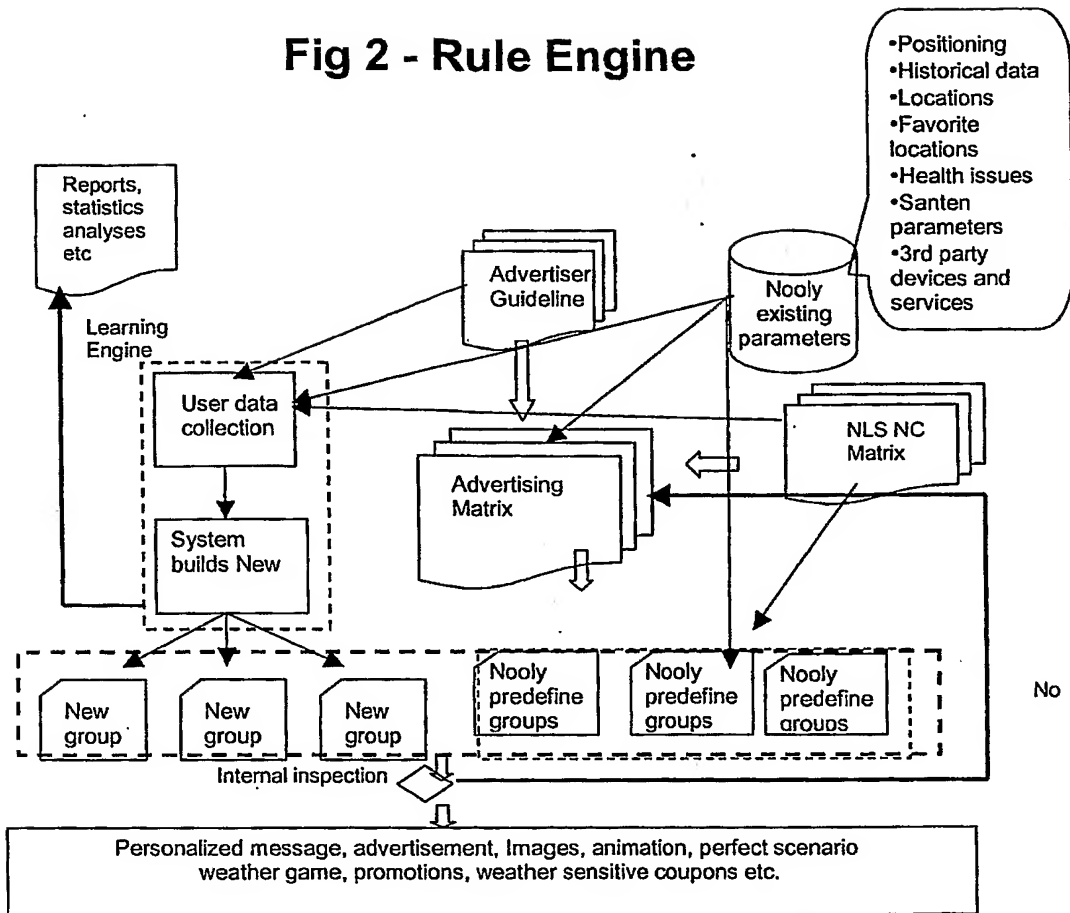 Fig 2 - Rule Engine
•Positioning
•Historical data
•Locations
•Favorite
locations
•Health issues
•Santen
parameters
•3rd party
devices and
services
Reports,
statistics
analyses
etc
Advertiser
Guideline
Nooly
existing
parameters
Learning
Engine
User data
collection
NLS NC
Matrix
Advertising
Matrix
System
builds New
Nooly
predefine
groups
Nooly
predefine
groups
Nooly
predefine
groups
New
group
New
group
New
group
No
Internal inspection
Personalized message, advertisement, Images, animation, perfect scenario
weather game, promotions, weather sensitive coupons etc.